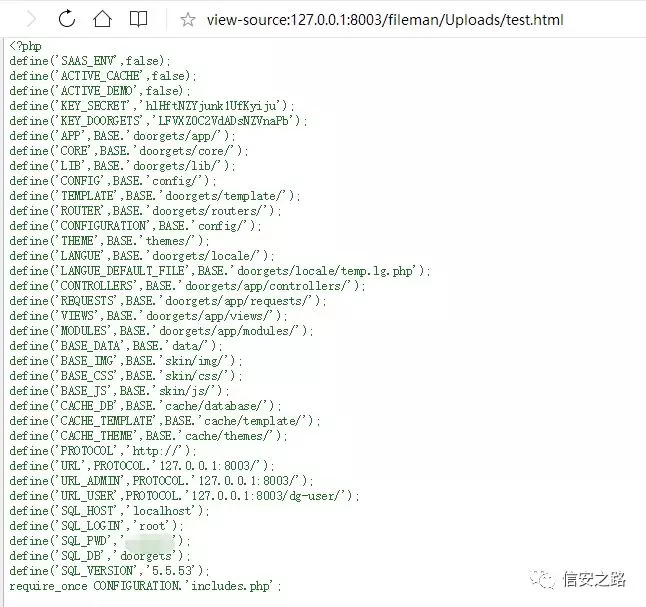 view-source:127.0.0.1:8003/fileman/Uploads/test.html
<?php
define('SAAS_ENV',false);
define('ACTIVE_CACHE',false);
define('ACTIVE_DEMO',false);
define('KEY_SECRET','hlHftNZYjunk1UfKyiju');
define('KEY_DOORGETS','LFVXZ0C2VdADsNZVnaPb');
define('APP',BASE.'doorgets/app/');
define('CORE',BASE.'doorgets/core/');
define('LIB',BASE.'doorgets/lib/');
define('CONFIG',BASE.'config/');
define('TEMPLATE',BASE.'doorgets/template/');
define('ROUTER',BASE.'doorgets/routers/');
define('CONFIGURATION',BASE.'config/');
define('THEME',BASE.'themes/');
define('LANGUE',BASE.'doorgets/locale/');
define('LANGUE_DEFAULT_FILE',BASE.'doorgets/locale/temp.lg.php');
define('CONTROLLERS',BASE.'doorgets/app/controllers/');
define('REQUESTS',BASE.'doorgets/app/requests/');
define('VIEWS',BASE.'doorgets/app/views/');
define('MODULES',BASE.'doorgets/app/modules/');
define('BASE_DATA',BASE.'data/');
define('BASE_IMG',BASE.'skin/img/');
define('BASE_CSS',BASE.'skin/css/');
define('BASE_JS',BASE.'skin/js/');
define('CACHE_DB',BASE.'cache/database/');
define('CACHE_TEMPLATE',BASE.'cache/template/');
define('CACHE_THEME',BASE.'cache/themes/');
define('PROTOCOL','http://');
define('URL',PROTOCOL.'127.0.0.1:8003/');
define('URL_ADMIN',PROTOCOL.'127.0.0.1:8003/');
define('URL_USER',PROTOCOL.'127.0.0.1:8003/dg-user/');
define('SQL_HOST','localhost');
define('SQL_LOGIN','root');
define('SQL_PWD','');
define('SQL_DB','doorgets');
define('SQL_VERSION','5.5.53');
require_once CONFIGURATION.'includes.php';
信安之路